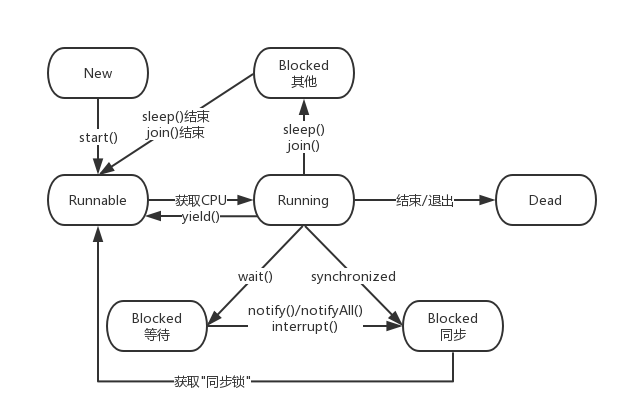 New
Blocked
其他
sleep()结束
join()结束
start()
sleep()
join()
Runnable
获取CPU
yield()
Running
结束/退出
Dead
wait()
synchronized
Blocked
等待
notify()/notifyAll()
interrupt()
Blocked
同步
获取"同步锁"